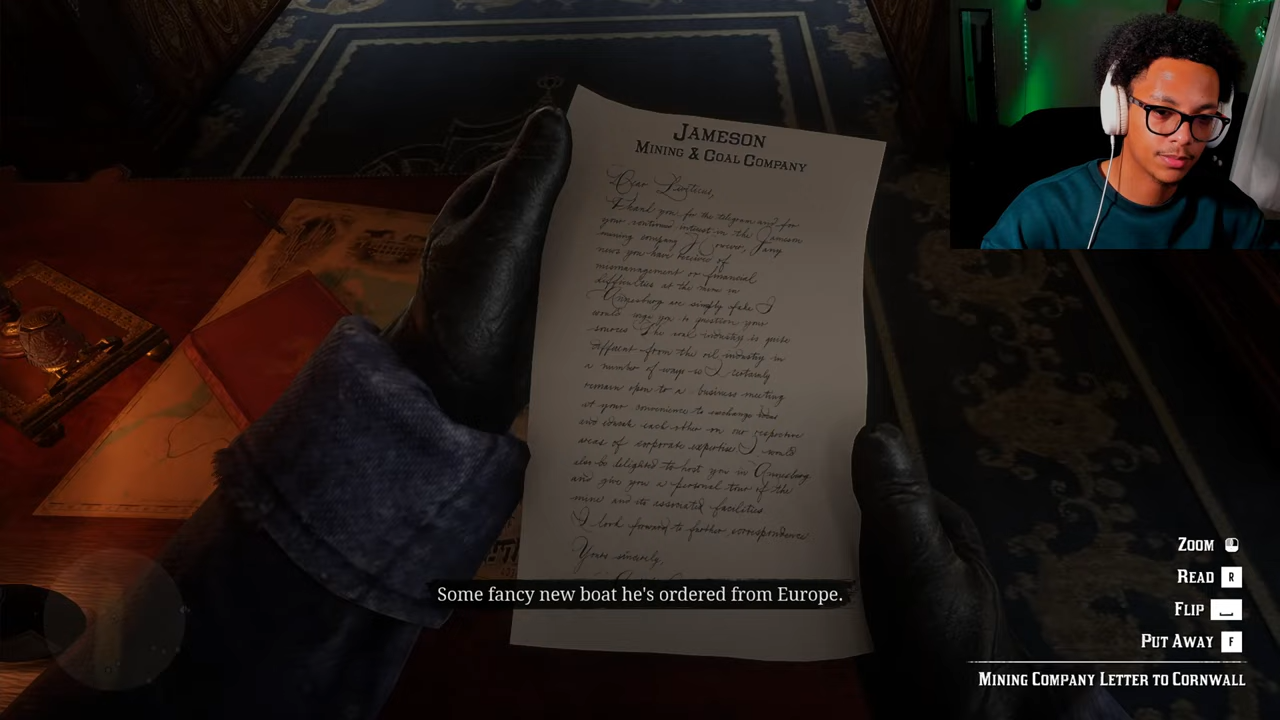 JAMESON
MINING & COAL COMPANY
Dear Leviticus,
Thank you for the telegram and for
your continued interest in the Jameson
mining company. However, any
news you have receive of
mismanagement or financial
difficulties at the mine in
Annesburg are simply fake I
would urge you to question your
sources The coal industry is quite
different from the oil industry in
a number of ways so I certainly
remain open to a business meeting
at your convenience to exchange ideas
and educate each other on our respective
areas of corporate expertise I would
also be delighted to host you in Annesburg
and give you a personal tour of the
mine and its associated facilities
I look forward to further correspondence
Yours sincerely,
Some fancy new boat he's ordered from Europe.
ZOOM
READ R
FLIP
PUT AWAY F
MINING COMPANY LETTER TO CORNWALL